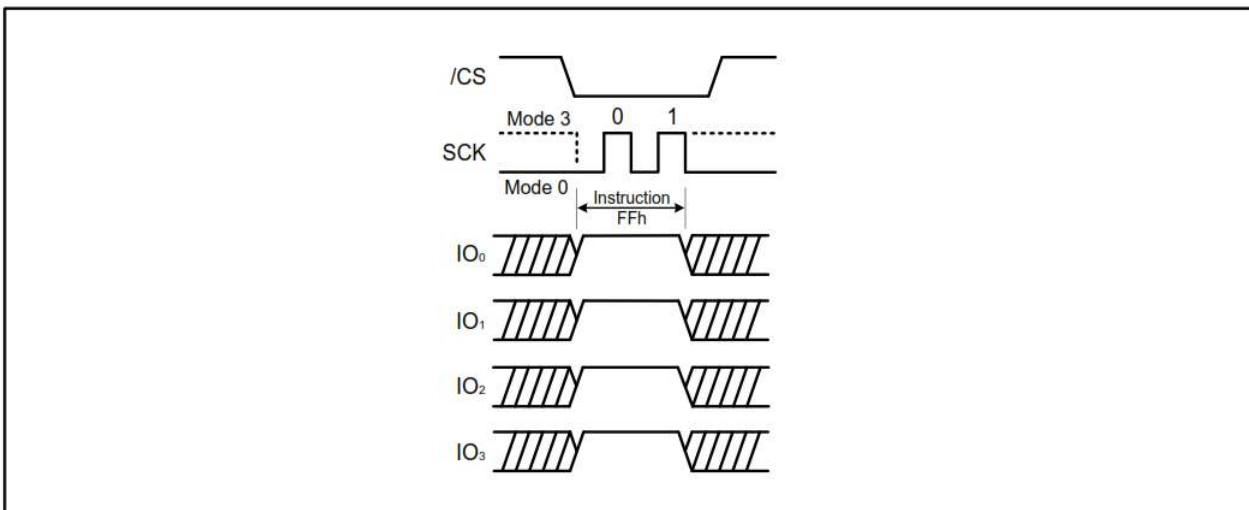 /CS
Mode 3 0 1
SCK
Mode 0
Instruction
FFh
IO₀
IO₁
IO₂
IO₃